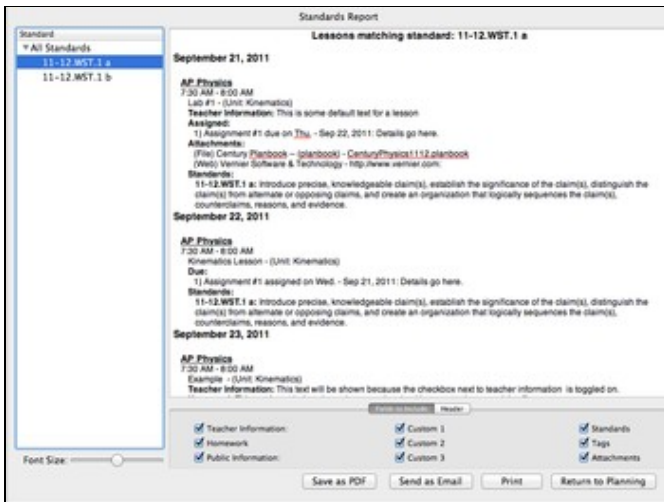 Standards Report
Standard
All Standards
11-12.WST.1 a
11-12.WST.1 b
Lessons matching standard: 11-12.WST.1 a
September 21, 2011
AP Physics
7:30 AM - 8:00 AM
Lab #1 - (Unit: Kinematics)
Teacher Information: This is some default text for a lesson
Assigned:
1) Assignment #1 due on Thu. - Sep 22, 2011: Details go here.
Attachments:
(File) Century Planbook -- (planbook) - CenturyPhysics1112.planbook
(Web) Vernier Software & Technology - http://www.vernier.com:
Standards:
11-12.WST.1 a: Introduce precise, knowledgeable claim(s), establish the significance of the claim(s), distinguish the
claim(s) from alternate or opposing claims, and create an organization that logically sequences the claim(s),
counterclaims, reasons, and evidence.
September 22, 2011
AP Physics
7:30 AM - 8:00 AM
Kinematics Lesson - (Unit: Kinematics)
Due:
1) Assignment #1 assigned on Wed. - Sep 21, 2011: Details go here.
Standards:
11-12.WST.1 a: Introduce precise, knowledgeable claim(s), establish the significance of the claim(s), distinguish the
claim(s) from alternate or opposing claims, and create an organization that logically sequences the claim(s),
counterclaims, reasons, and evidence.
September 23, 2011
AP Physics
7:30 AM - 8:00 AM
Example - (Unit: Kinematics)
Teacher Information: This text will be shown because the checkbox next to teacher information is toggled on.
Fields to Include Header
Teacher Information: Custom 1 Standards
Homework Custom 2 Tags
Public Information: Custom 3 Attachments
Font Size:
Save as PDF Send as Email Print Return to Planning